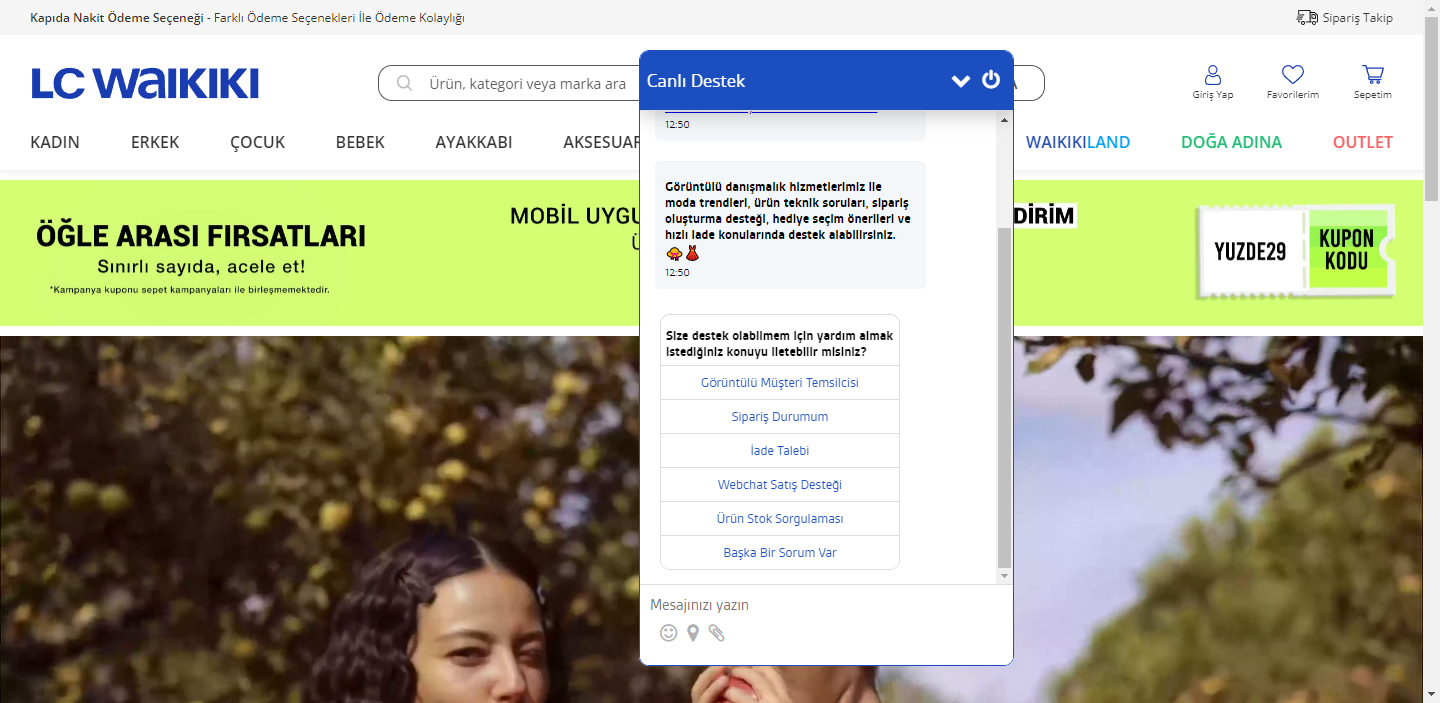 Kapıda Nakit Ödeme Seçeneği - Farklı Ödeme Seçenekleri İle Ödeme Kolaylığı
Sipariş Takip
LC WAIKIKI
Ürün, kategori veya marka ara
Giriş Yap
Favorilerim
Sepetim
KADIN
ERKEK
ÇOCUK
BEBEK
AYAKKABI
AKSESUAR
WAIKIKILAND
DOĞA ADINA
OUTLET
ÖĞLE ARASI FIRSATLARI
Sınırlı sayıda, acele et!
*Kampanya kuponu sepet kampanyaları ile birleşmemektedir.
MOBİL UYGU
DİRİM
YUZDE29
KUPON
KODU
Canlı Destek
12:50
Görüntülü danışmalık hizmetlerimiz ile
moda trendleri, ürün teknik soruları, sipariş
oluşturma desteği, hediye seçim önerileri ve
hızlı iade konularında destek alabilirsiniz.
12:50
Size destek olabilmem için yardım almak
istediğiniz konuyu iletebilir misiniz?
Görüntülü Müşteri Temsilcisi
Sipariş Durumum
İade Talebi
Webchat Satış Desteği
Ürün Stok Sorgulaması
Başka Bir Sorum Var
Mesajınızı yazın